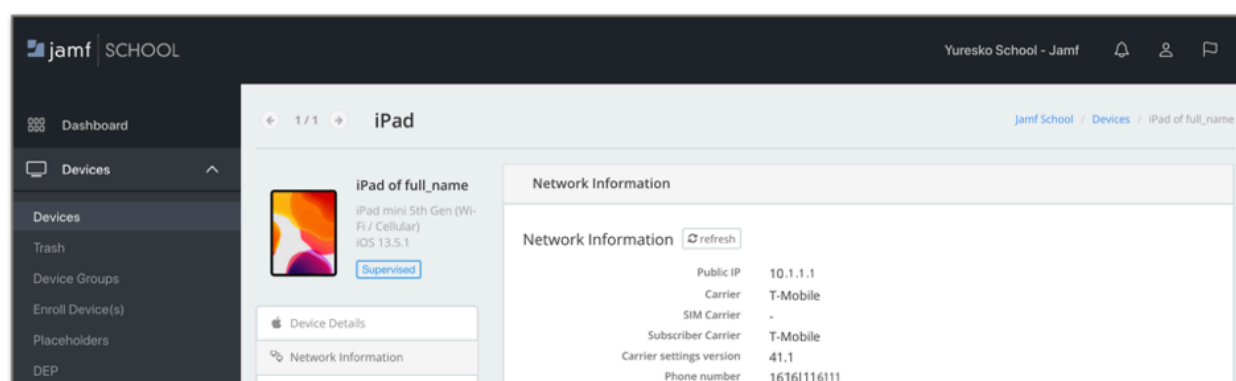 jamf SCHOOL
Yuresko School - Jamf
Dashboard
Devices
Devices
Trash
Device Groups
Enroll Device(s)
Placeholders
DEP
1/1
iPad
Jamf School / Devices / iPad of full_name
iPad of full_name
iPad mini 5th Gen (Wi-
Fi / Cellular)
iOS 13.5.1
Supervised
Device Details
Network Information
Network Information
Network Information refresh
Public IP 10.1.1.1
Carrier T-Mobile
SIM Carrier -
Subscriber Carrier T-Mobile
Carrier settings version 41.1
Phone number